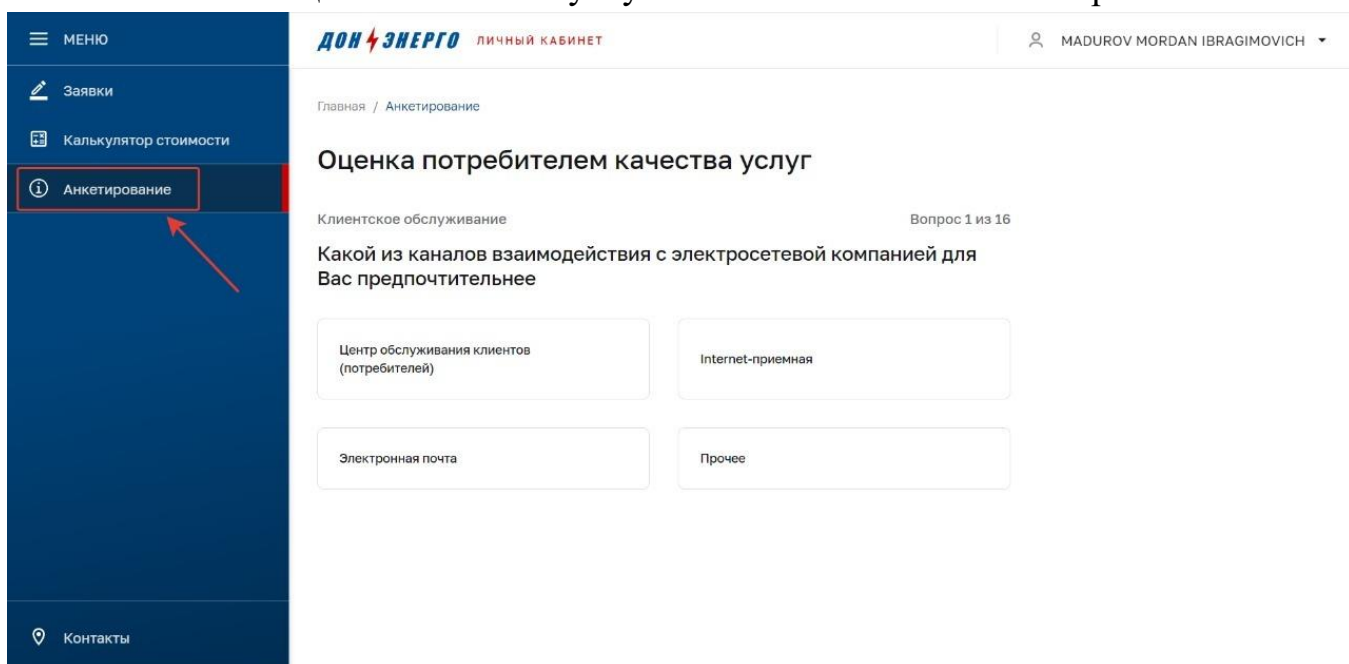 МЕНЮ
ДОН ЭНЕРГО ЛИЧНЫЙ КАБИНЕТ
MADUROV MORDAN IBRAGIMOVICH
Заявки
Калькулятор стоимости
Анкетирование
Главная / Анкетирование
Оценка потребителем качества услуг
Клиентское обслуживание
Вопрос 1 из 16
Какой из каналов взаимодействия с электросетевой компанией для
Вас предпочтительнее
Центр обслуживания клиентов
(потребителей)
Internet-приемная
Электронная почта
Прочее
Контакты